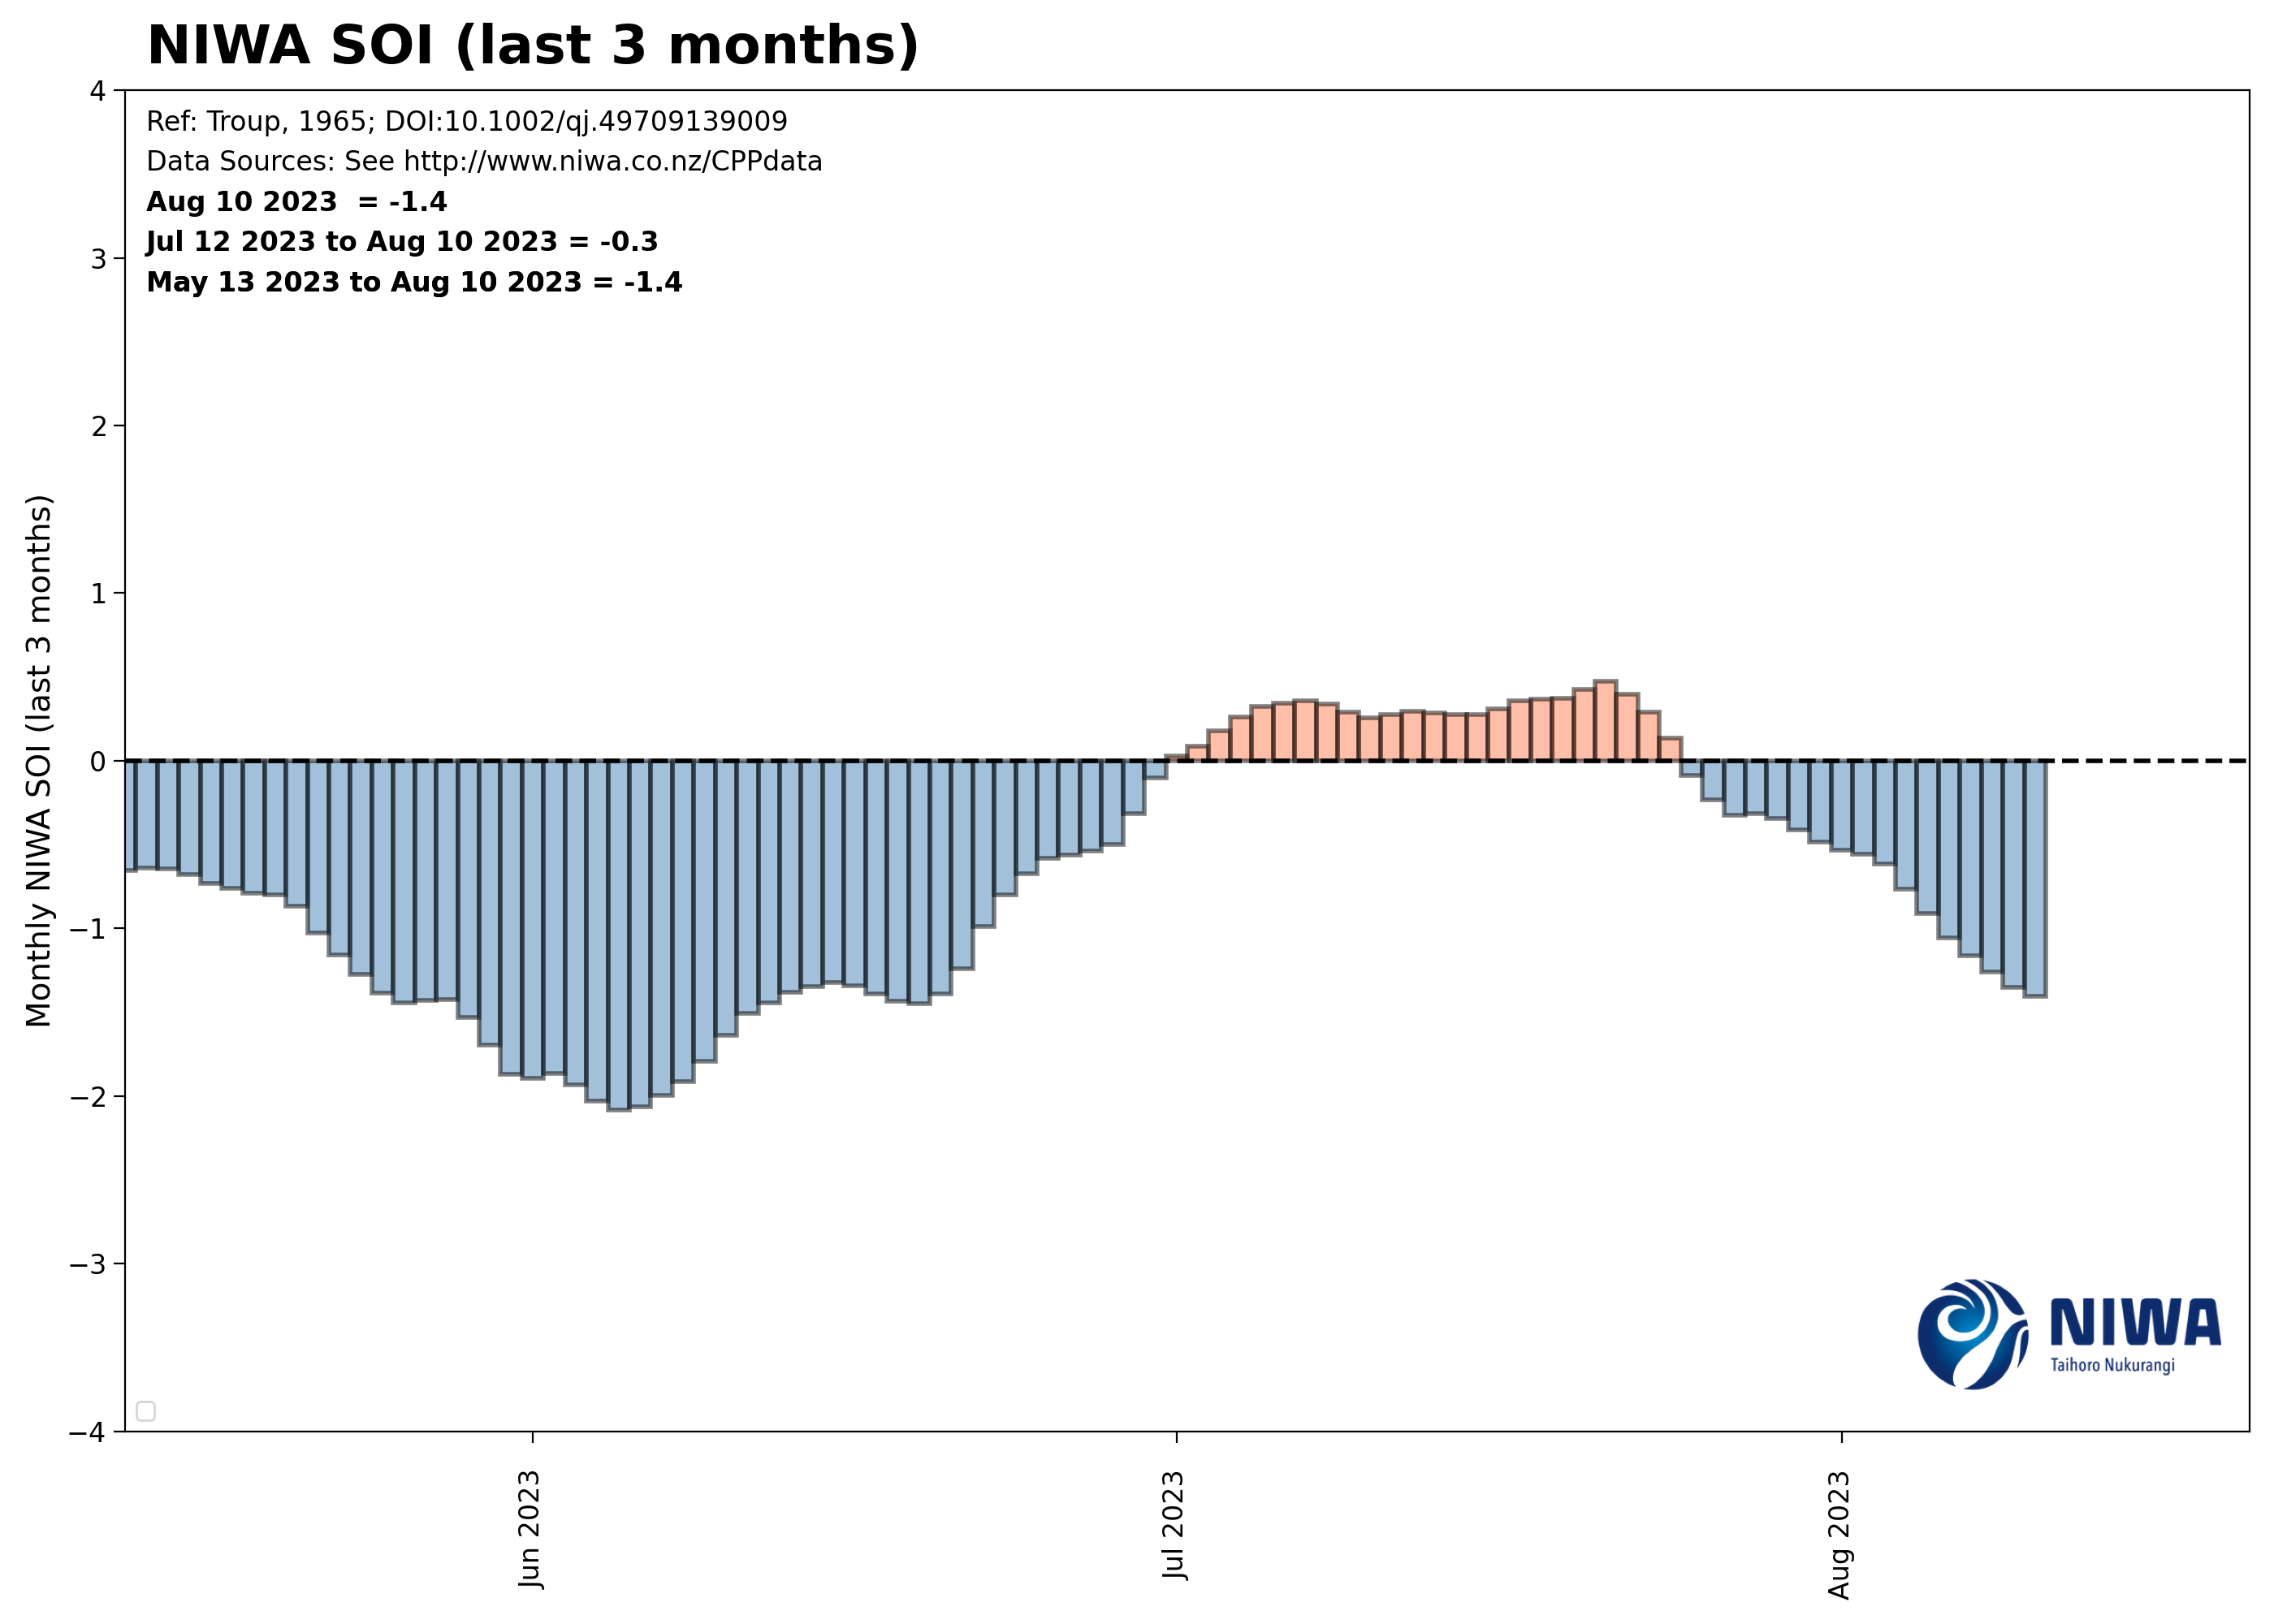 NIWA SOI (last 3 months)
Ref: Troup, 1965; DOI:10.1002/qj.49709139009
Data Sources: See http://www.niwa.co.nz/CPPdata
Aug 10 2023  = -1.4
Jul 12 2023 to Aug 10 2023 = -0.3
May 13 2023 to Aug 10 2023 = -1.4
Monthly NIWA SOI (last 3 months)
4
3
2
1
0
−1
−2
−3
−4
NIWA
Taihoro Nukurangi
Jun 2023
Jul 2023
Aug 2023